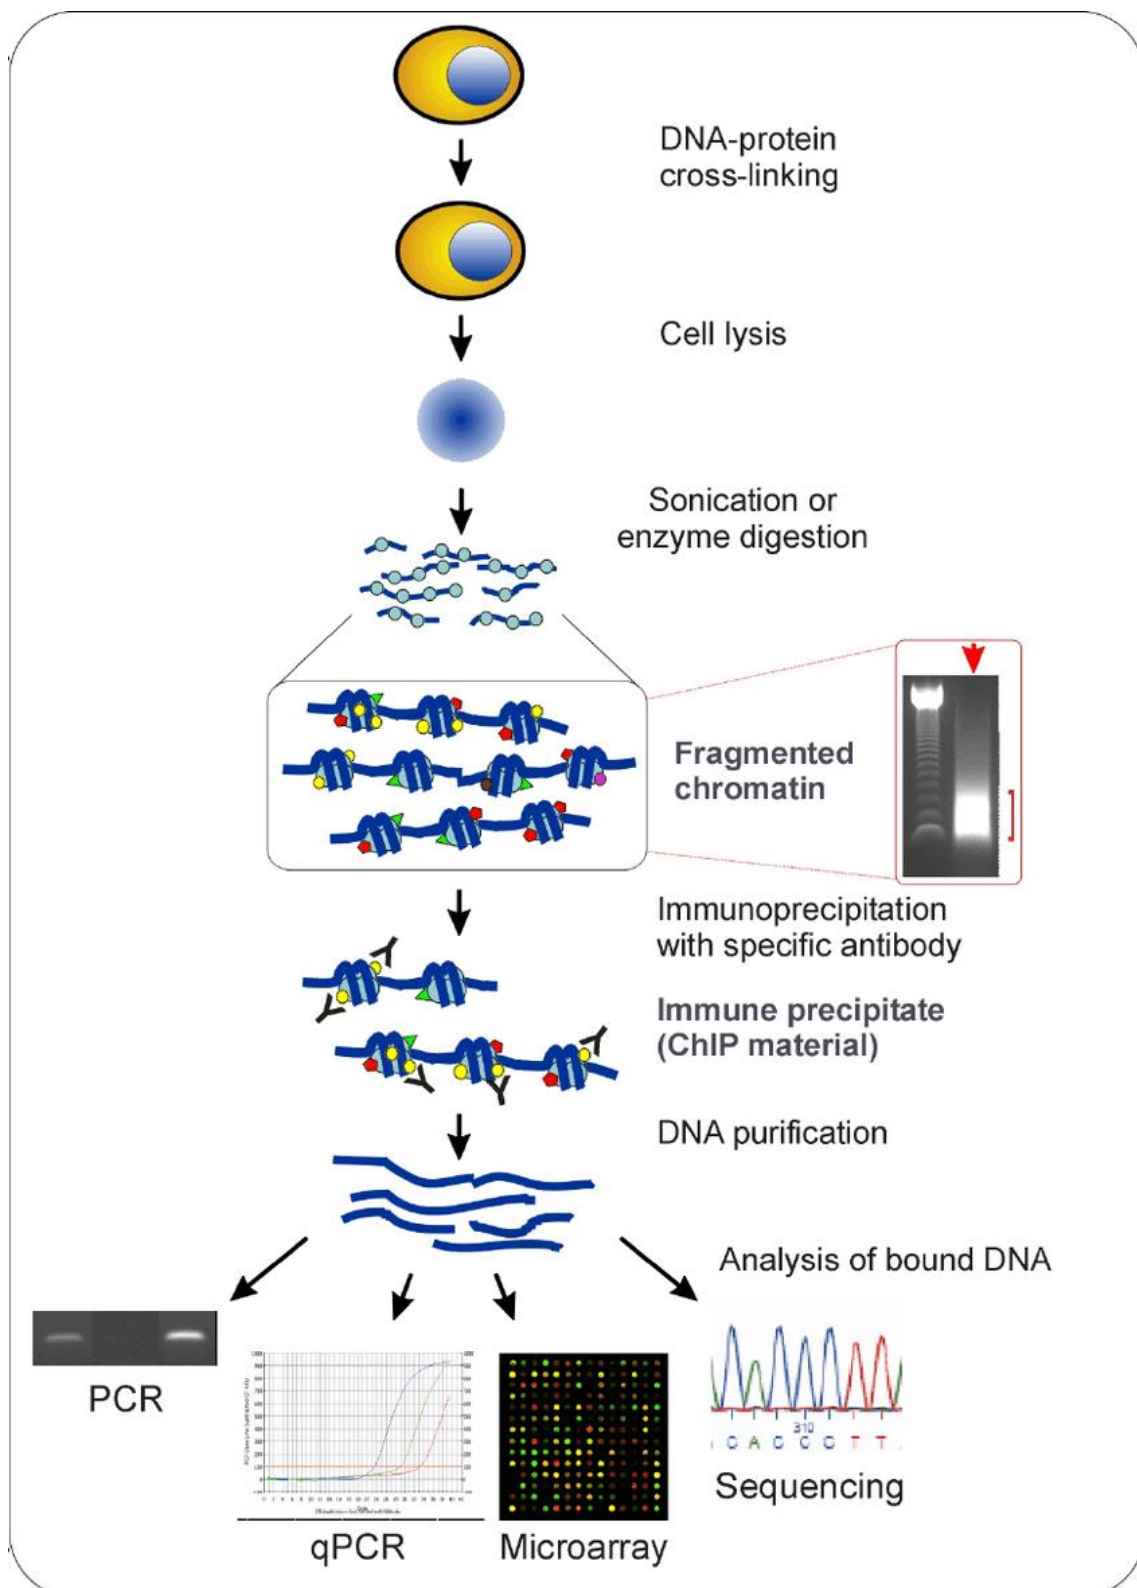 DNA-protein
cross-linking
Cell lysis
Sonication or
enzyme digestion
Fragmented
chromatin
Immunoprecipitation
with specific antibody
Immune precipitate
(ChIP material)
DNA purification
Analysis of bound DNA
PCR
qPCR
Microarray
310
C A C C C T T
Sequencing